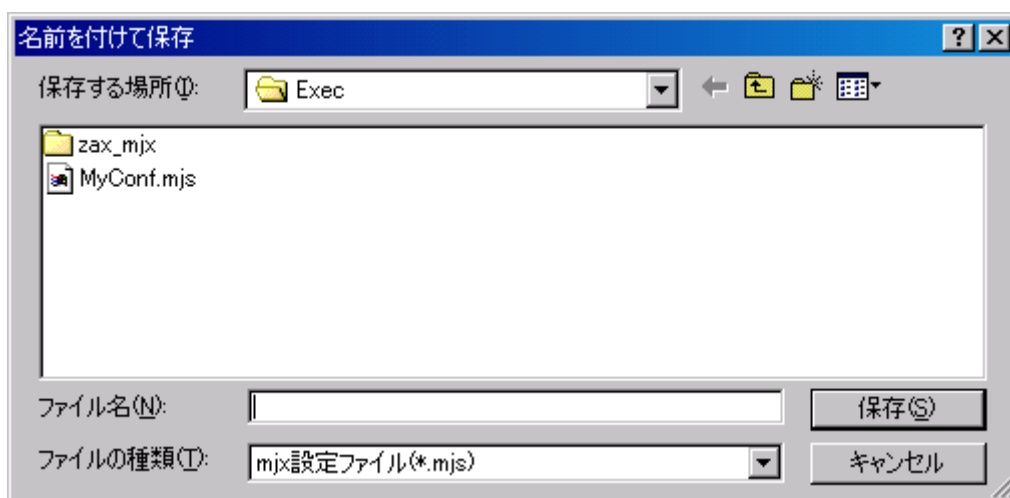 名前を付けて保存
保存する場所(I):
Exec
zax_mjx
MyConf.mjs
ファイル名(N):
保存(S)
ファイルの種類(T):
mjx設定ファイル(*.mjs)
キャンセル